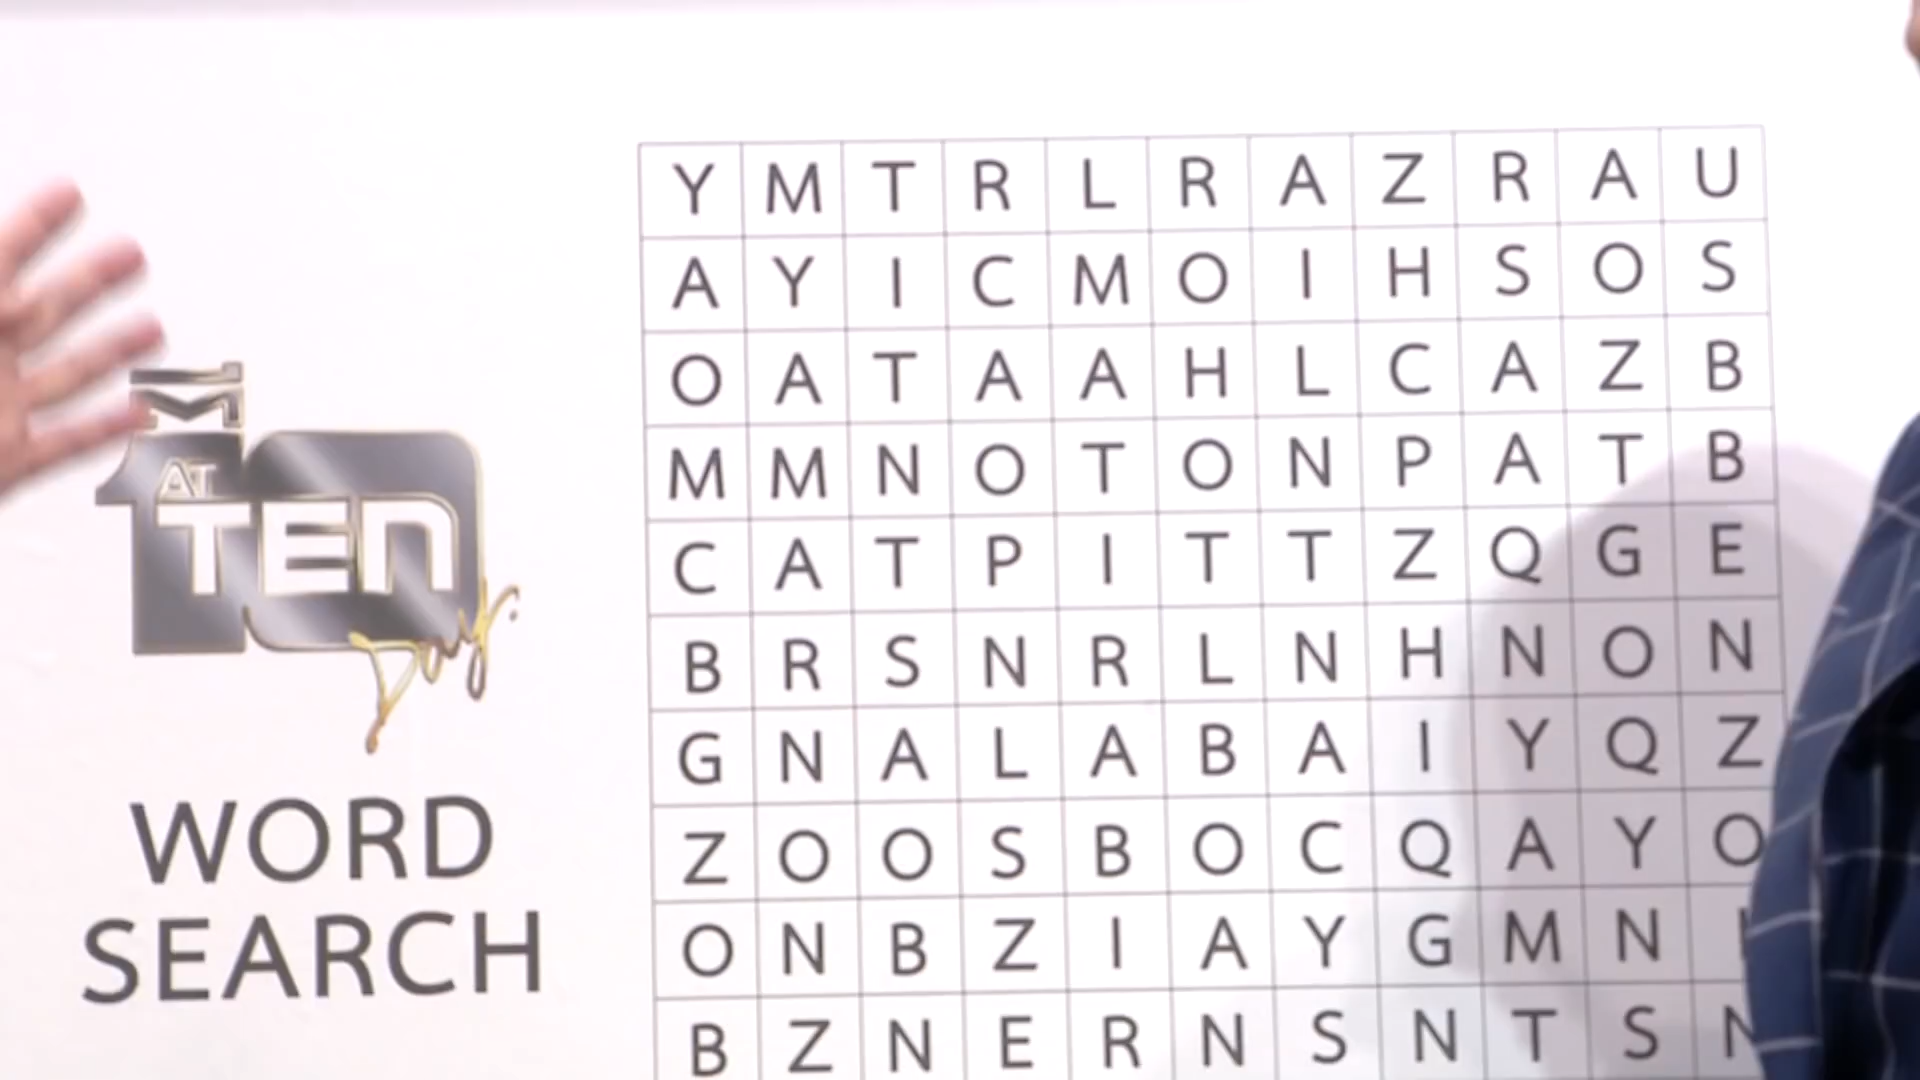 M
AT
TEN
Day:
WORD
SEARCH
Y M T R L R A Z R A U
A Y I C M O I H S O S
O A T A A H L C A Z B
M M N O T O N P A T B
C A T P I T T Z Q G E
B R S N R L N H N O N
G N A L A B A I Y Q Z
Z O O S B O C Q A Y O
O N B Z I A Y G M N
B Z N E R N S N T S N